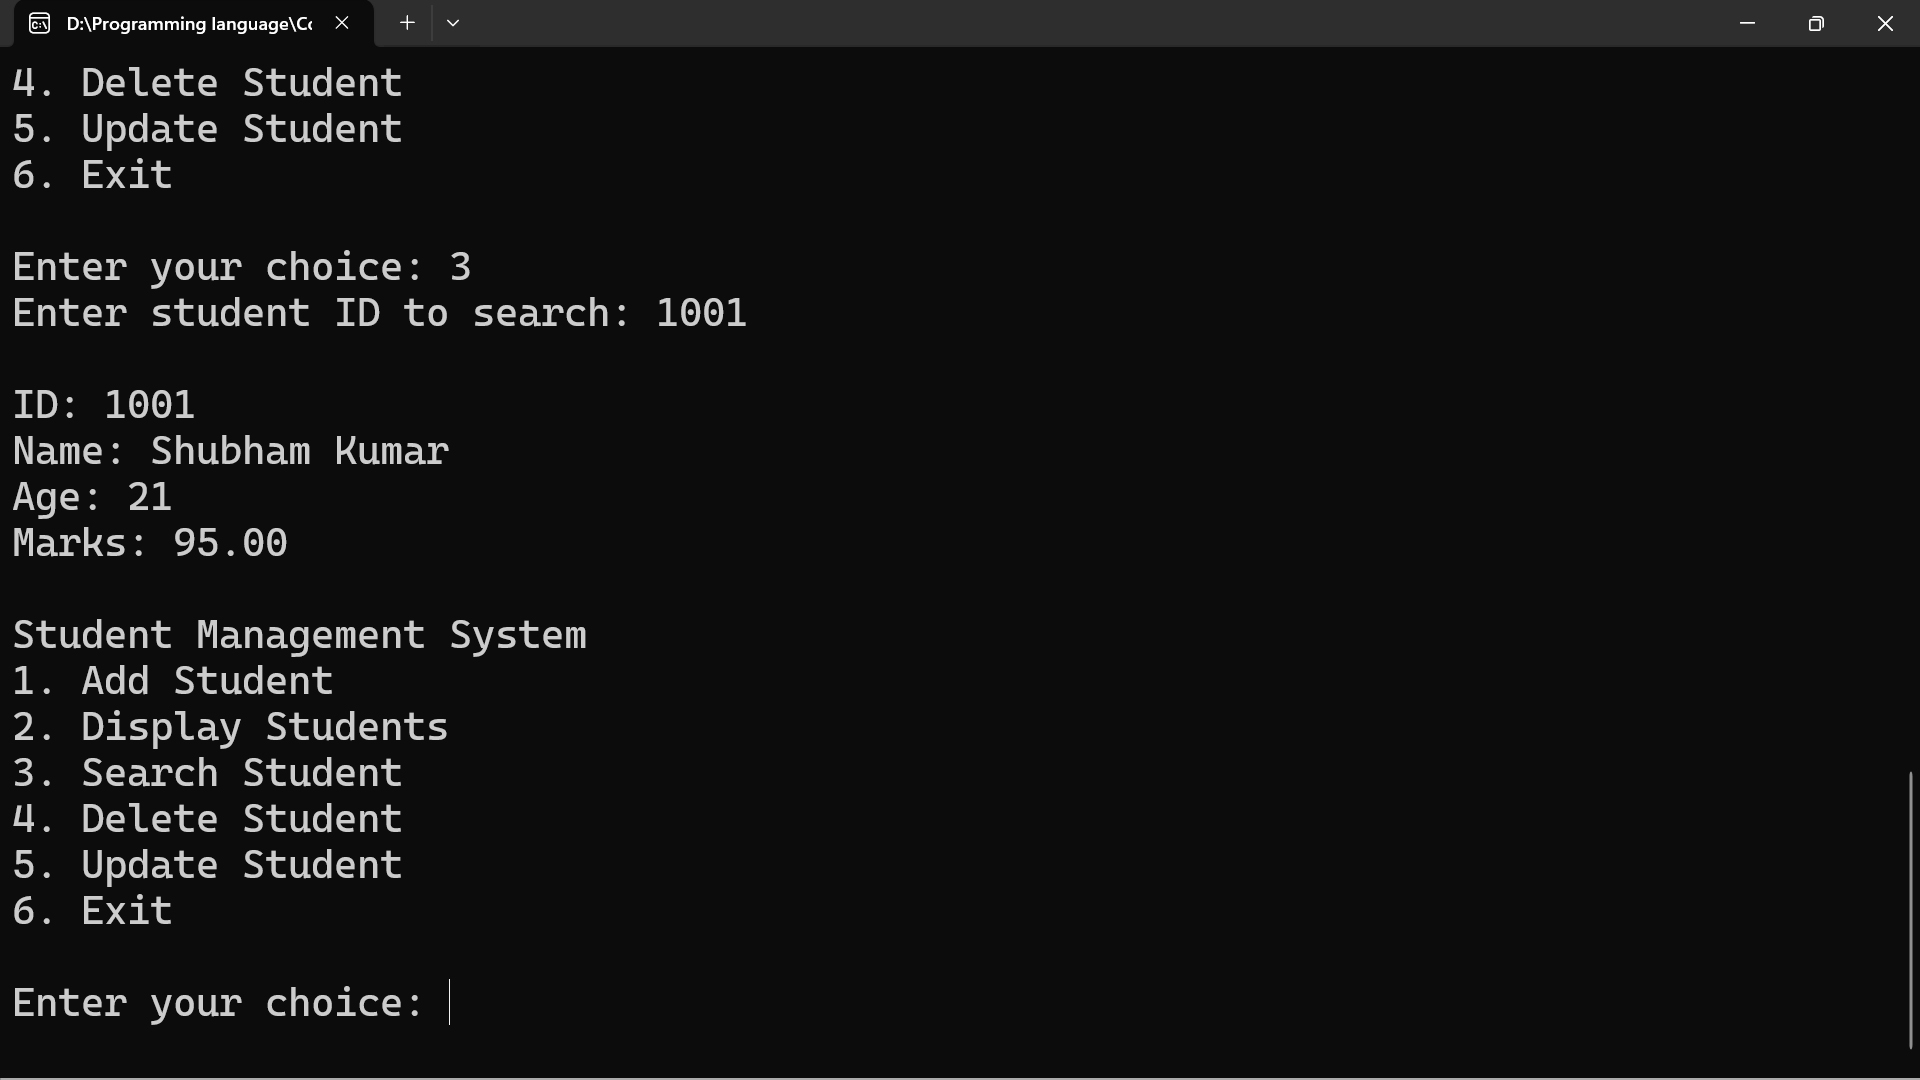 D:\Programming language\Co
4. Delete Student
5. Update Student
6. Exit
Enter your choice: 3
Enter student ID to search: 1001
ID: 1001
Name: Shubham Kumar
Age: 21
Marks: 95.00
Student Management System
1. Add Student
2. Display Students
3. Search Student
4. Delete Student
5. Update Student
6. Exit
Enter your choice: